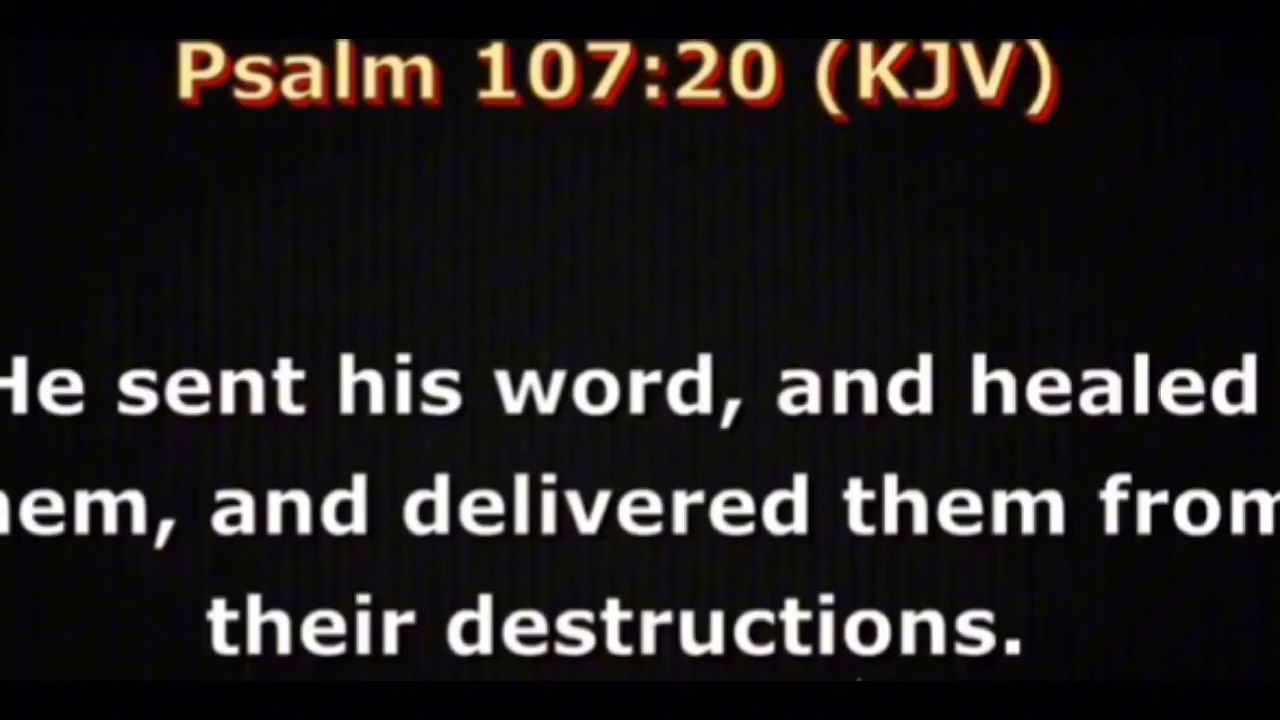 Psalm 107:20 (KJV)
He sent his word, and healed
hem, and delivered them from
their destructions.